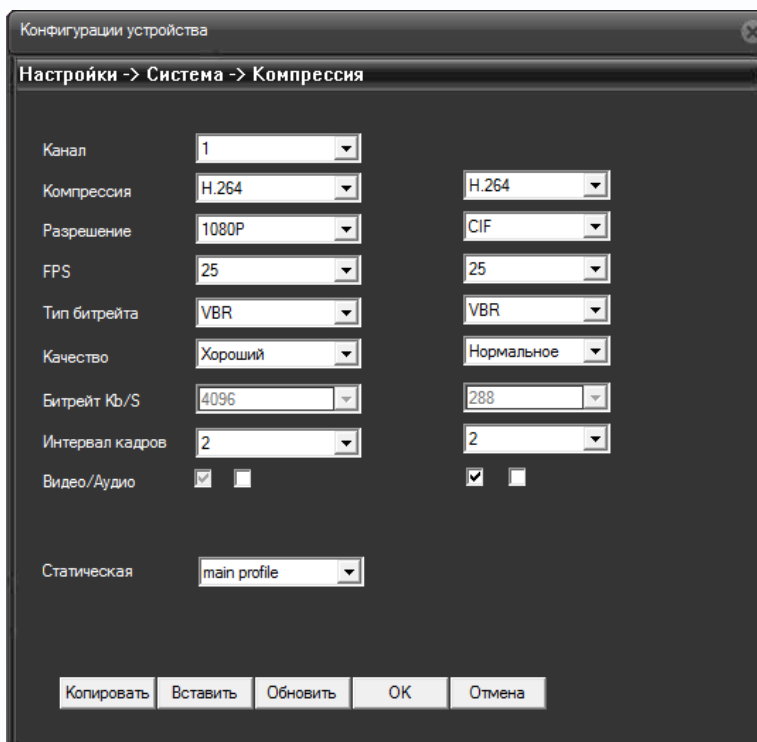 Конфигурации устройства
Настройки -> Система -> Компрессия
Канал 1
Компрессия H.264 H.264
Разрешение 1080P CIF
FPS 25 25
Тип битрейта VBR VBR
Качество Хороший Нормальное
Битрейт Kb/S 4096 288
Интервал кадров 2 2
Видео/Аудио
Статическая main profile
Копировать Вставить Обновить OK Отмена